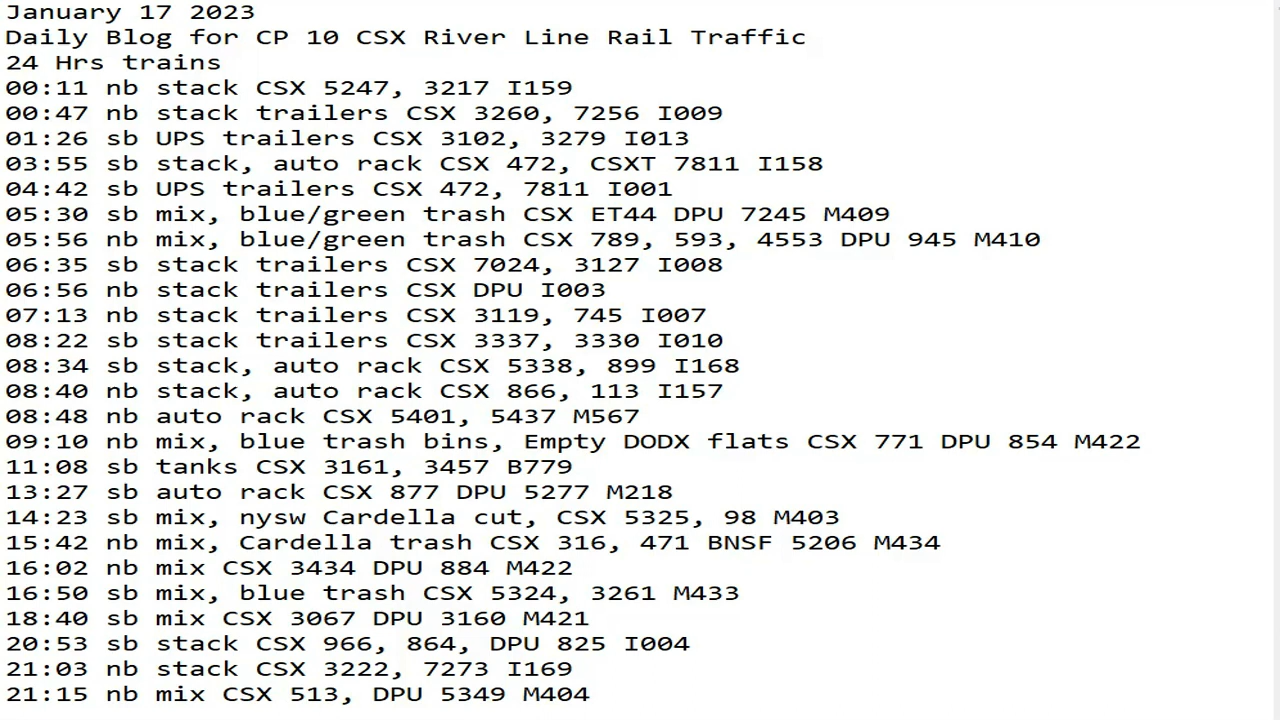 January 17 2023
Daily Blog for CP 10 CSX River Line Rail Traffic
24 Hrs trains
00:11 nb stack CSX 5247, 3217 I159
00:47 nb stack trailers CSX 3260, 7256 I009
01:26 sb UPS trailers CSX 3102, 3279 I013
03:55 sb stack, auto rack CSX 472, CSXT 7811 I158
04:42 sb UPS trailers CSX 472, 7811 I001
05:30 sb mix, blue/green trash CSX ET44 DPU 7245 M409
05:56 nb mix, blue/green trash CSX 789, 593, 4553 DPU 945 M410
06:35 sb stack trailers CSX 7024, 3127 I008
06:56 nb stack trailers CSX DPU I003
07:13 nb stack trailers CSX 3119, 745 I007
08:22 sb stack trailers CSX 3337, 3330 I010
08:34 sb stack, auto rack CSX 5338, 899 I168
08:40 nb stack, auto rack CSX 866, 113 I157
08:48 nb auto rack CSX 5401, 5437 M567
09:10 nb mix, blue trash bins, Empty DODX flats CSX 771 DPU 854 M422
11:08 sb tanks CSX 3161, 3457 B779
13:27 sb auto rack CSX 877 DPU 5277 M218
14:23 sb mix, nysw Cardella cut, CSX 5325, 98 M403
15:42 nb mix, Cardella trash CSX 316, 471 BNSF 5206 M434
16:02 nb mix CSX 3434 DPU 884 M422
16:50 sb mix, blue trash CSX 5324, 3261 M433
18:40 sb mix CSX 3067 DPU 3160 M421
20:53 sb stack CSX 966, 864, DPU 825 I004
21:03 nb stack CSX 3222, 7273 I169
21:15 nb mix CSX 513, DPU 5349 M404